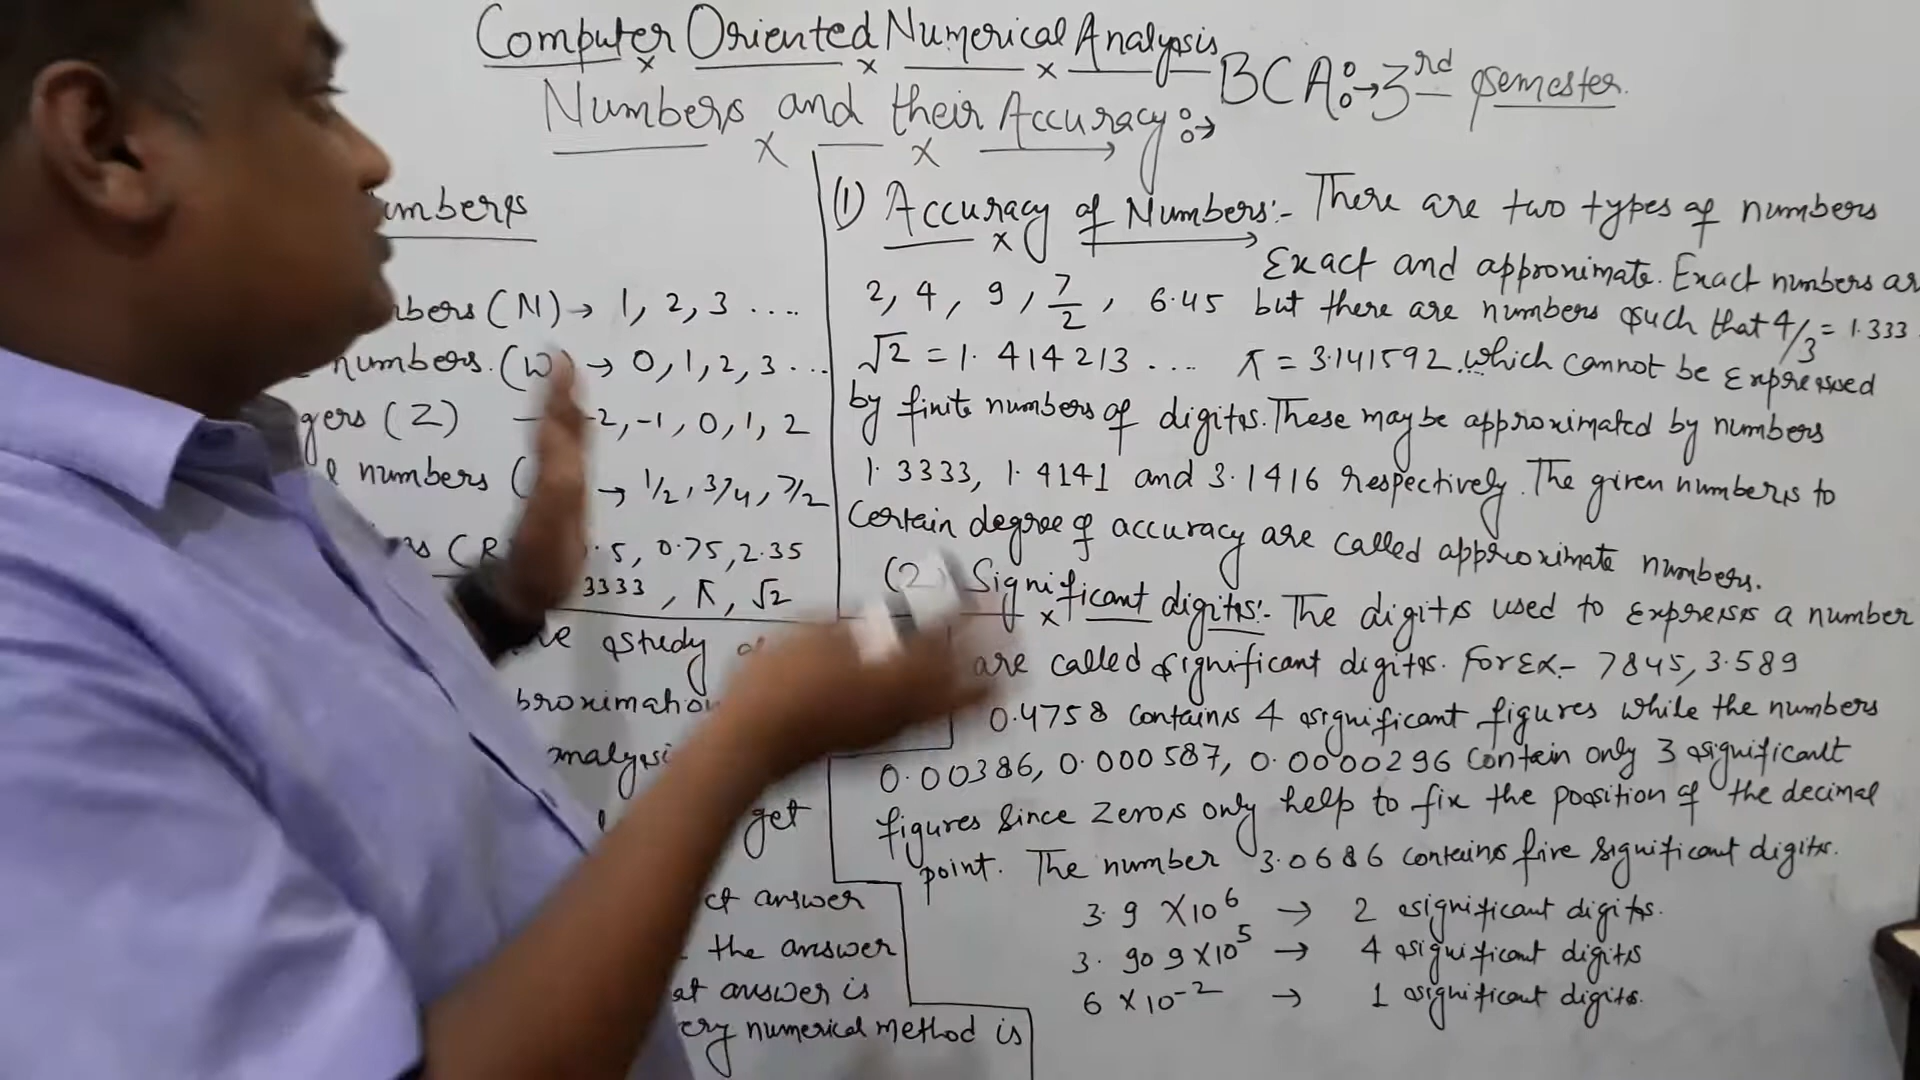 Computer Oriented Numerical Analysis
BCA:→3rd semester.
Numbers and their Accuracy:→
(N) → 1, 2, 3 ....
numbers. (W) → 0, 1, 2, 3 ...
(Z) -2, -1, 0, 1, 2
numbers ( → 1/2, 3/4, 7/2
(R .5, 0.75, 2.35
3333, π, √2
study
get
answer
the answer
at answer is
numerical method is
(1) Accuracy of Numbers:- There are two types of numbers
Exact and approximate. Exact numbers ar
2, 4, 9, 7/2, 6.45 but there are numbers such that 4/3 = 1.333
√2 = 1.414213 .... π = 3.141592... which cannot be expressed
by finite numbers of digits. These may be approximated by numbers
1.3333, 1.4141 and 3.1416 respectively. The given numbers to
certain degree of accuracy are called approximate numbers.
(2) Significant digits:- The digits used to express a number
are called significant digits. For Ex- 7845, 3.589
0.4758 contains 4 significant figures while the numbers
0.00386, 0.000587, 0.0000296 contain only 3 significant
figures since zeros only help to fix the position of the decimal
point. The number 3.0686 contains five significant digits.
3.9 X10^6 → 2 significant digits.
3.909 X10^5 → 4 significant digits
6 X 10^-2 → 1 significant digits.